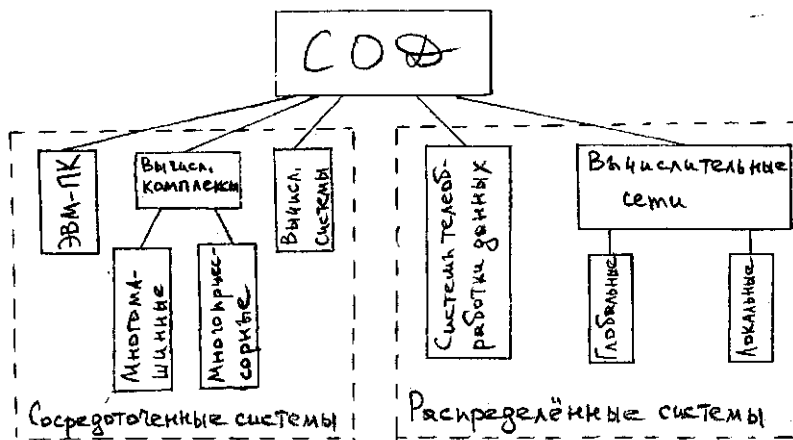 СОД
ЭВМ-ПК
Вычисл.
комплексы
Вычисл.
системы
Системы телеоб-
работки данных
Вычислительные
сети
Многома-
шинные
Многопроцес-
сорные
Глобальные
Локальные
Сосредоточенные системы
Распределённые системы